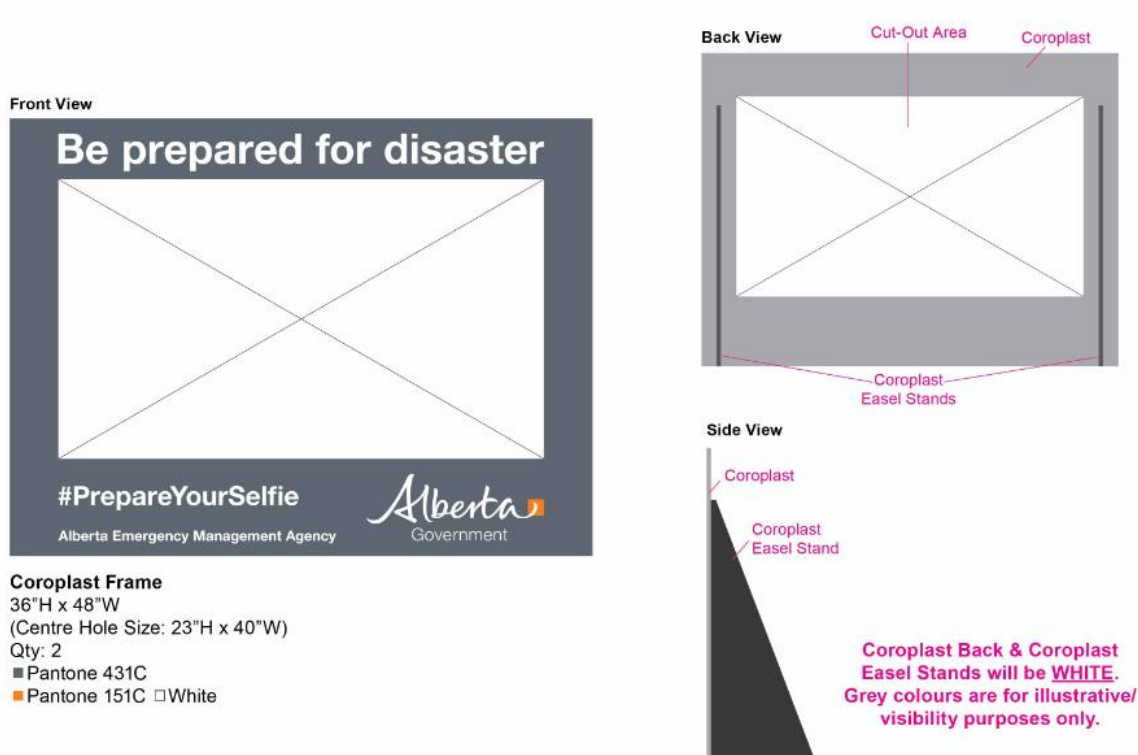 Front View
Be prepared for disaster
#PrepareYourSelfie
Alberta Emergency Management Agency
Alberta
Government
Coroplast Frame
36”H x 48”W
(Centre Hole Size: 23”H x 40”W)
Qty: 2
Pantone 431C
Pantone 151C White
Back View
Cut-Out Area
Coroplast
Coroplast
Easel Stands
Side View
Coroplast
Coroplast
Easel Stand
Coroplast Back & Coroplast
Easel Stands will be WHITE.
Grey colours are for illustrative/
visibility purposes only.